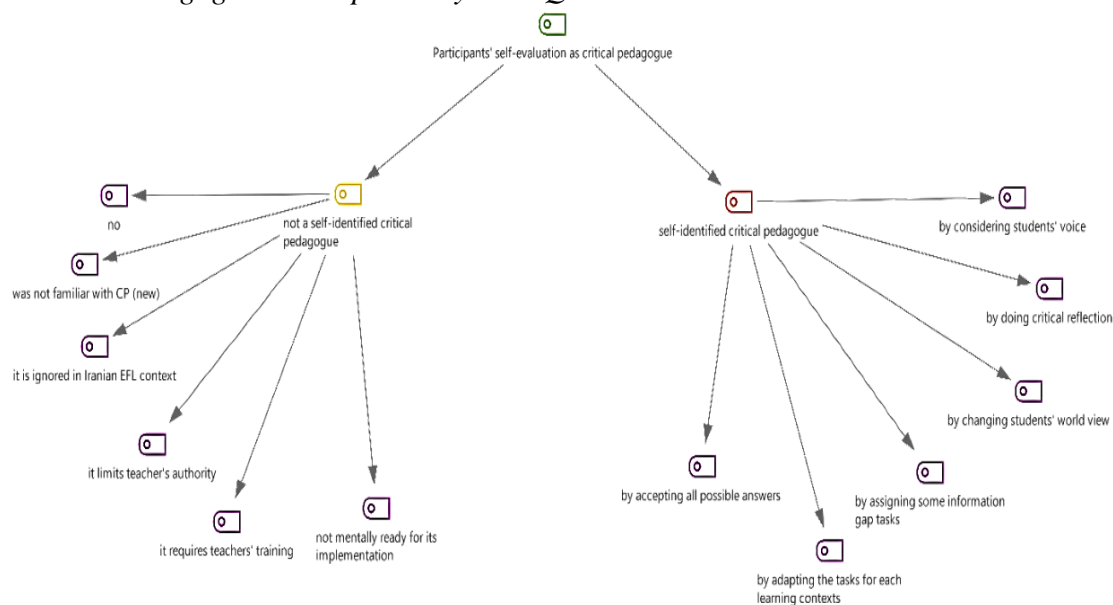 Participants' self-evaluation as critical pedagogue
no
not a self-identified critical
pedagogue
was not familiar with CP (new)
it is ignored in Iranian EFL context
it limits teacher's authority
it requires teachers' training
not mentally ready for its
implementation
self-identified critical pedagogue
by considering students' voice
by doing critical reflection
by changing students' world view
by assigning some information
gap tasks
by adapting the tasks for each
learning contexts
by accepting all possible answers